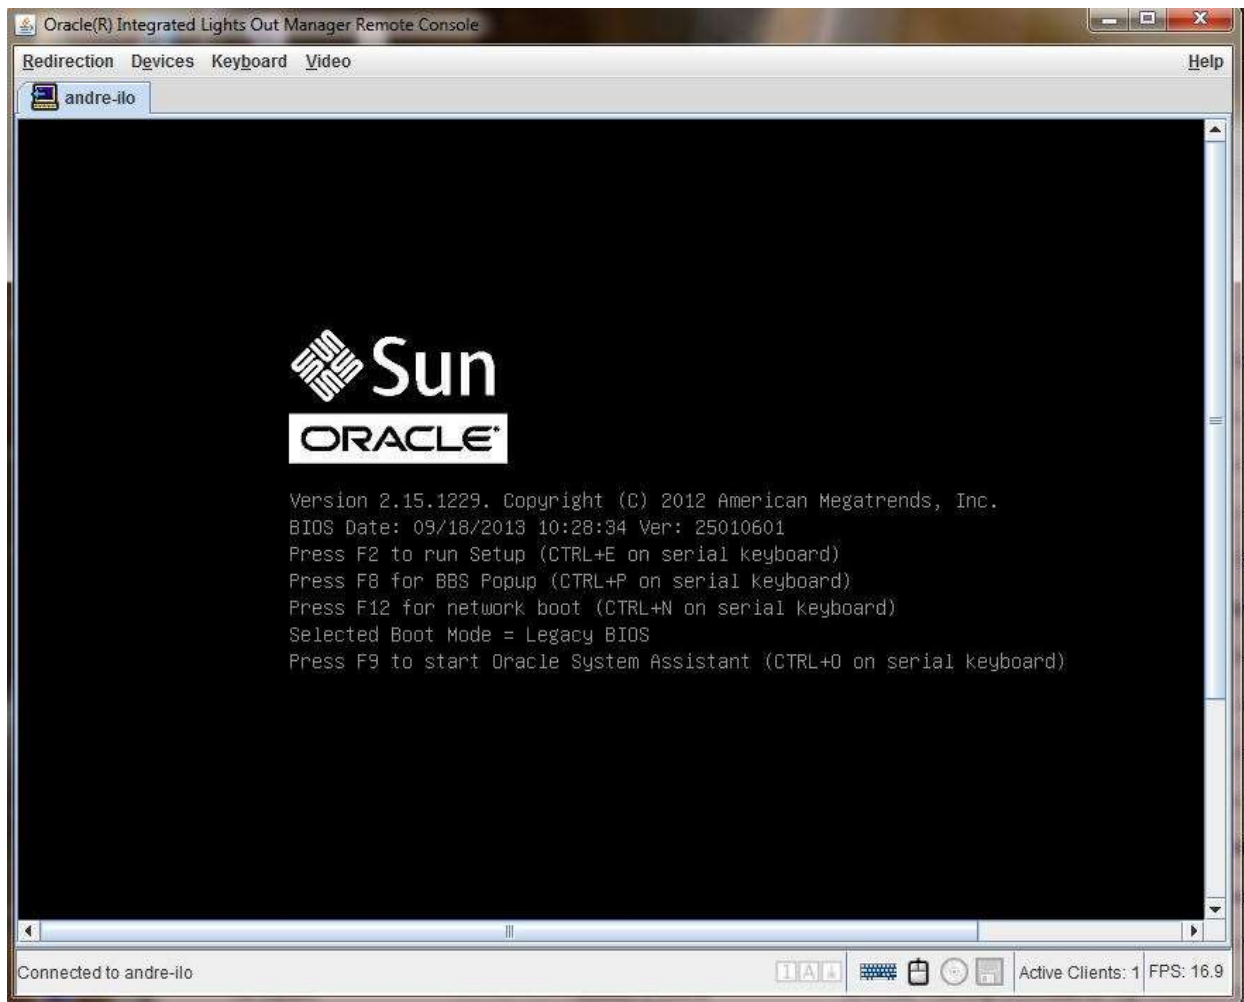 Oracle(R) Integrated Lights Out Manager Remote Console
Redirection Devices Keyboard Video Help
andre-ilo
Sun
ORACLE
Version 2.15.1229. Copyright (C) 2012 American Megatrends, Inc.
BIOS Date: 09/18/2013 10:28:34 Ver: 25010601
Press F2 to run Setup (CTRL+E on serial keyboard)
Press F8 for BBS Popup (CTRL+P on serial keyboard)
Press F12 for network boot (CTRL+N on serial keyboard)
Selected Boot Mode = Legacy BIOS
Press F9 to start Oracle System Assistant (CTRL+O on serial keyboard)
Connected to andre-ilo Active Clients: 1 FPS: 16.9